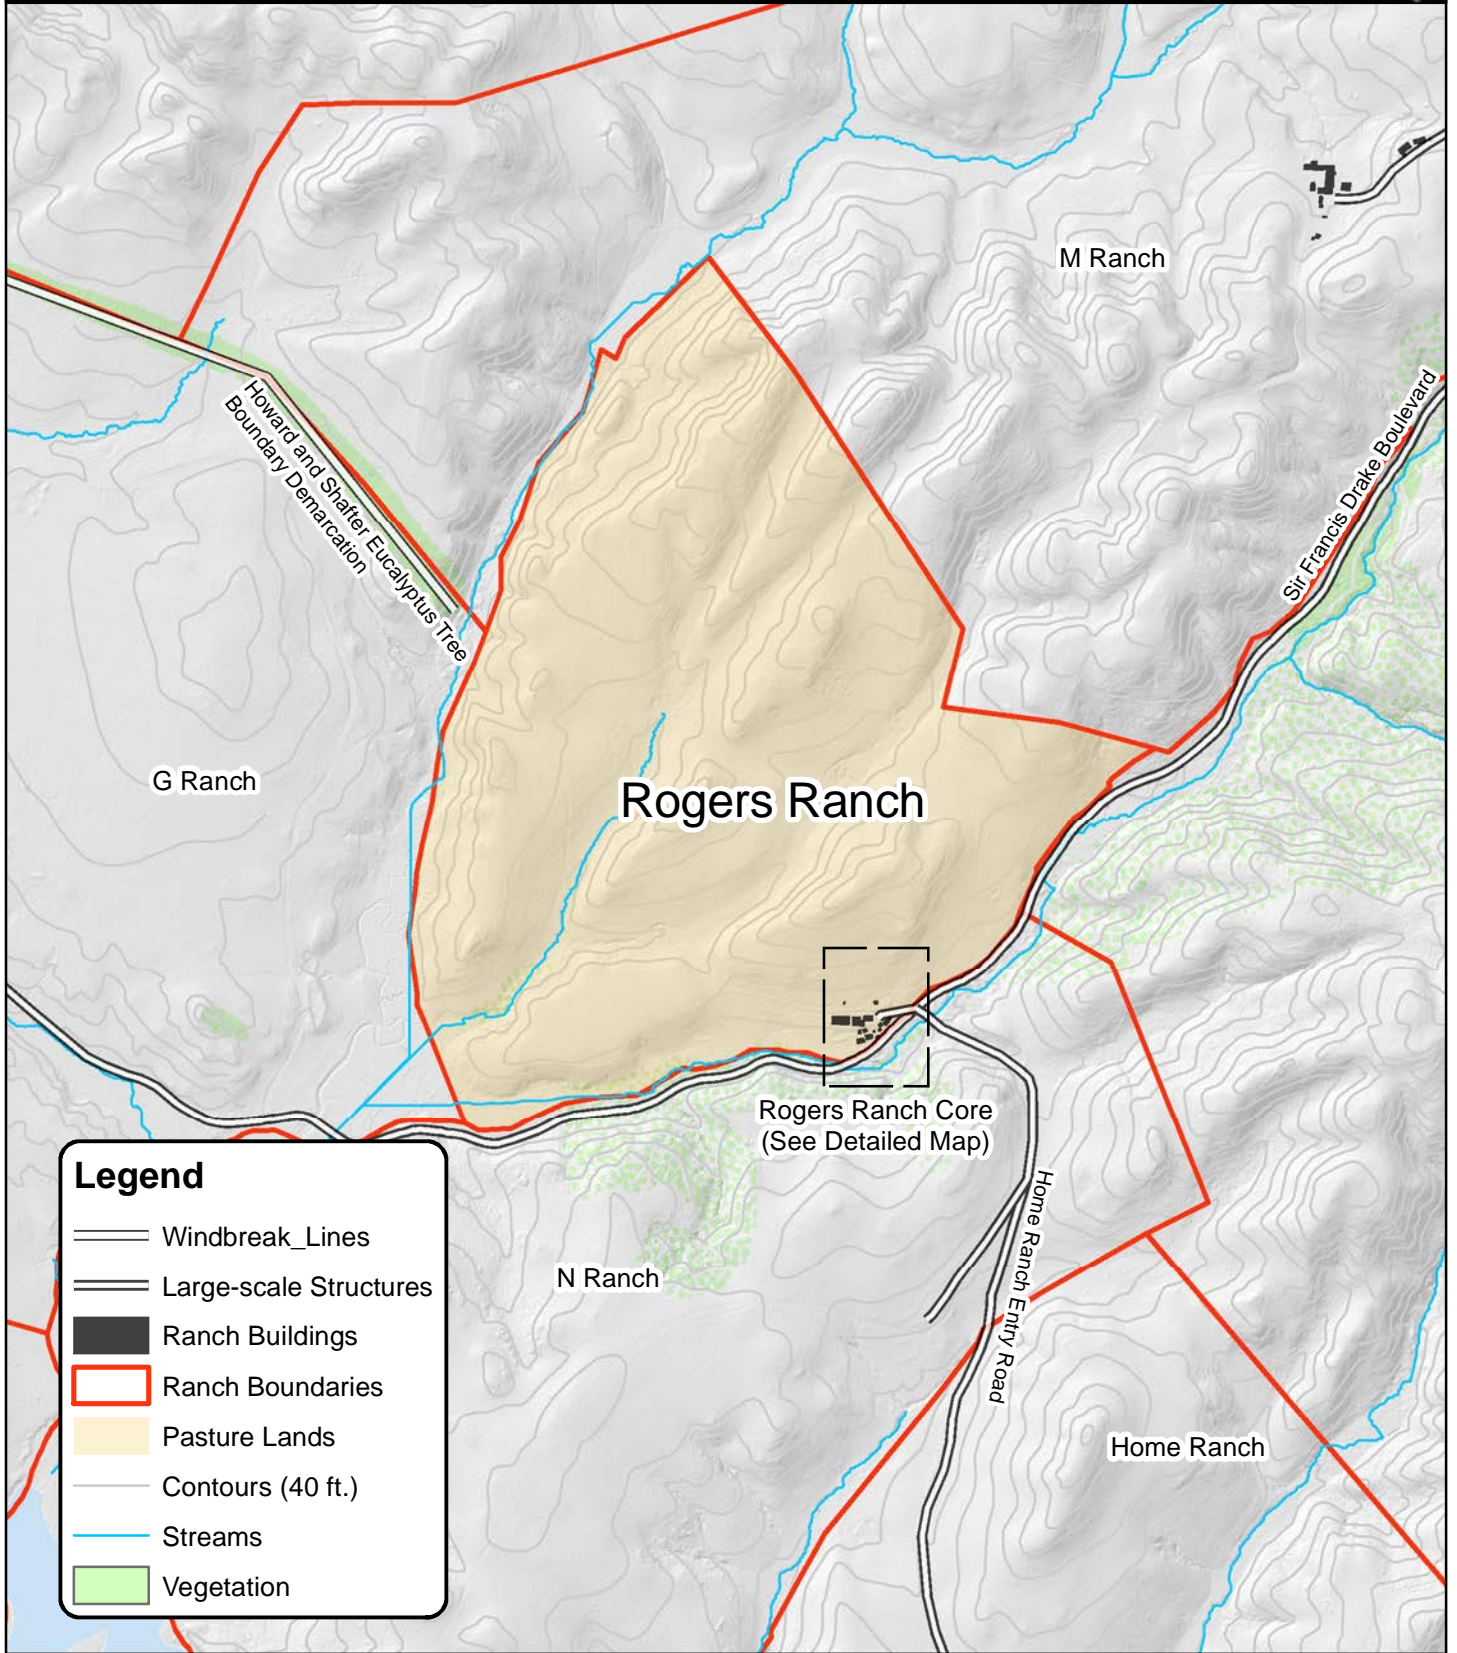 M Ranch
Howard and Shafter Eucalyptus Tree
Boundary Demarcation
Sir Francis Drake Boulevard
G Ranch
Rogers Ranch
Rogers Ranch Core
(See Detailed Map)
Home Ranch Entry Road
N Ranch
Home Ranch
Legend
Windbreak_Lines
Large-scale Structures
Ranch Buildings
Ranch Boundaries
Pasture Lands
Contours (40 ft.)
Streams
Vegetation